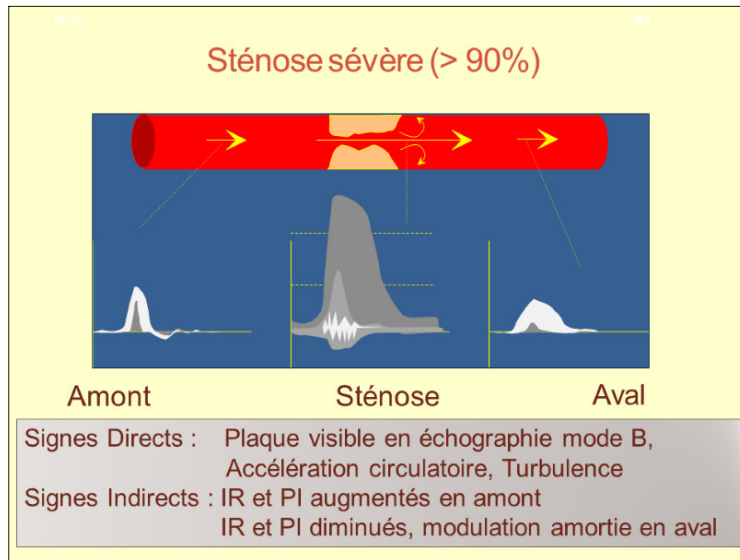 Sténose sévère (> 90%)
Amont Sténose Aval
Signes Directs : Plaque visible en échographie mode B,
Accélération circulatoire, Turbulence
Signes Indirects : IR et PI augmentés en amont
IR et PI diminués, modulation amortie en aval